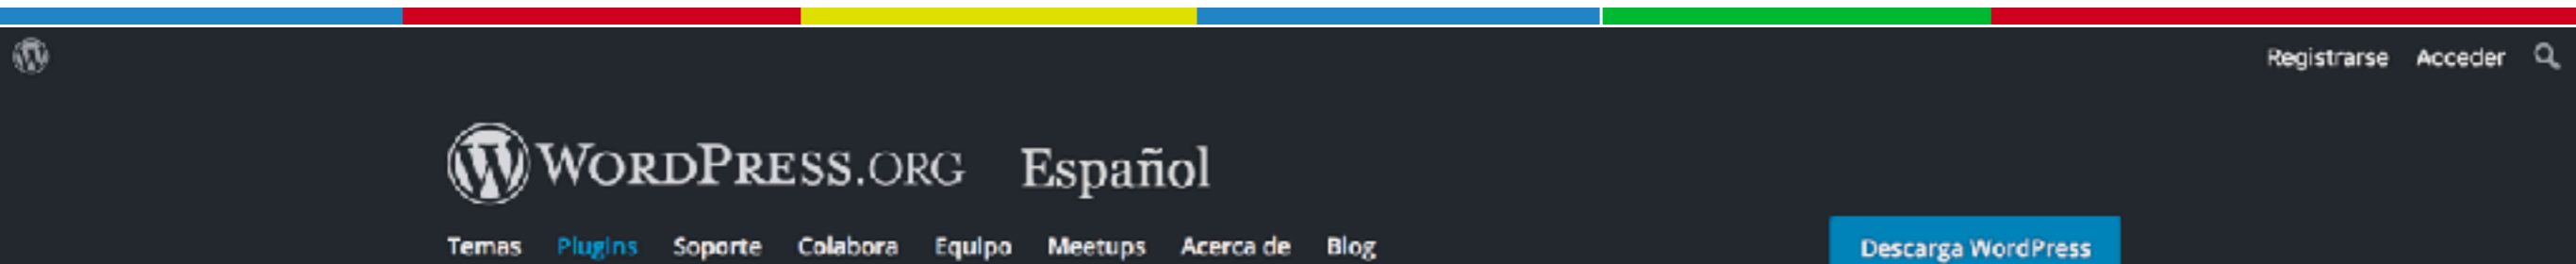 Registrarse Acceder
WORDPRESS.ORG Español
Temas Plugins Soporte Colabora Equipo Meetups Acerca de Blog Descarga WordPress